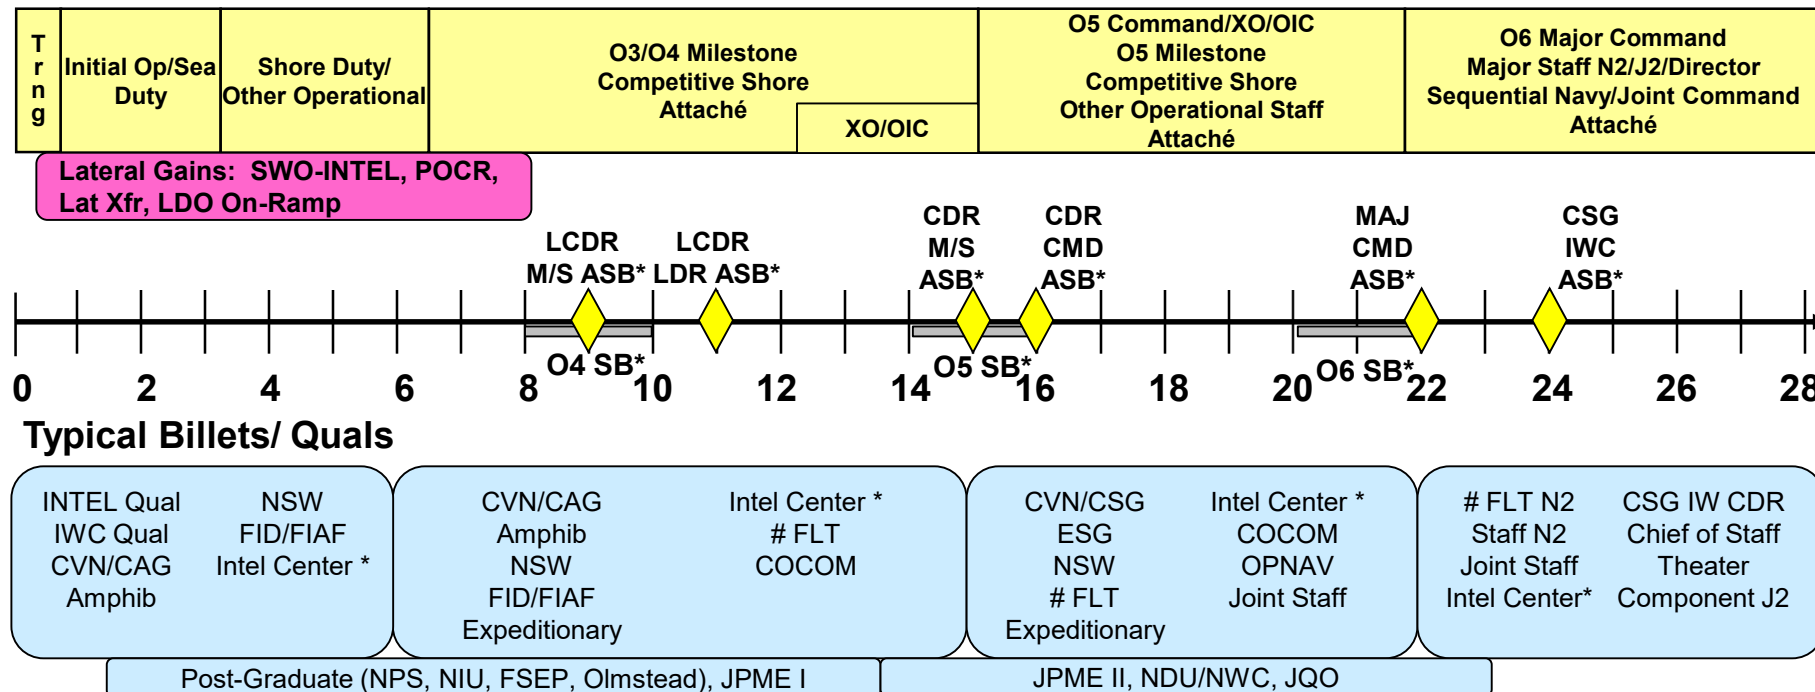 T
r
n
g
Initial Op/Sea
Duty
Shore Duty/
Other Operational
O3/O4 Milestone
Competitive Shore
Attaché
XO/OIC
O5 Command/XO/OIC
O5 Milestone
Competitive Shore
Other Operational Staff
Attaché
O6 Major Command
Major Staff N2/J2/Director
Sequential Navy/Joint Command
Attaché
Lateral Gains: SWO-INTEL, POCR,
Lat Xfr, LDO On-Ramp
LCDR
M/S ASB*
LCDR
LDR ASB*
CDR
M/S
ASB*
CDR
CMD
ASB*
MAJ
CMD
ASB*
CSG
IWC
ASB*
O4 SB*
O5 SB*
O6 SB*
0 2 4 6 8 10 12 14 16 18 20 22 24 26 28
Typical Billets/ Quals
INTEL Qual
IWC Qual
CVN/CAG
Amphib
NSW
FID/FIAF
Intel Center *
CVN/CAG
Amphib
NSW
FID/FIAF
Expeditionary
Intel Center *
# FLT
COCOM
CVN/CSG
ESG
NSW
# FLT
Expeditionary
Intel Center *
COCOM
OPNAV
Joint Staff
# FLT N2
Staff N2
Joint Staff
Intel Center*
CSG IW CDR
Chief of Staff
Theater
Component J2
Post-Graduate (NPS, NIU, FSEP, Olmstead), JPME I
JPME II, NDU/NWC, JQO